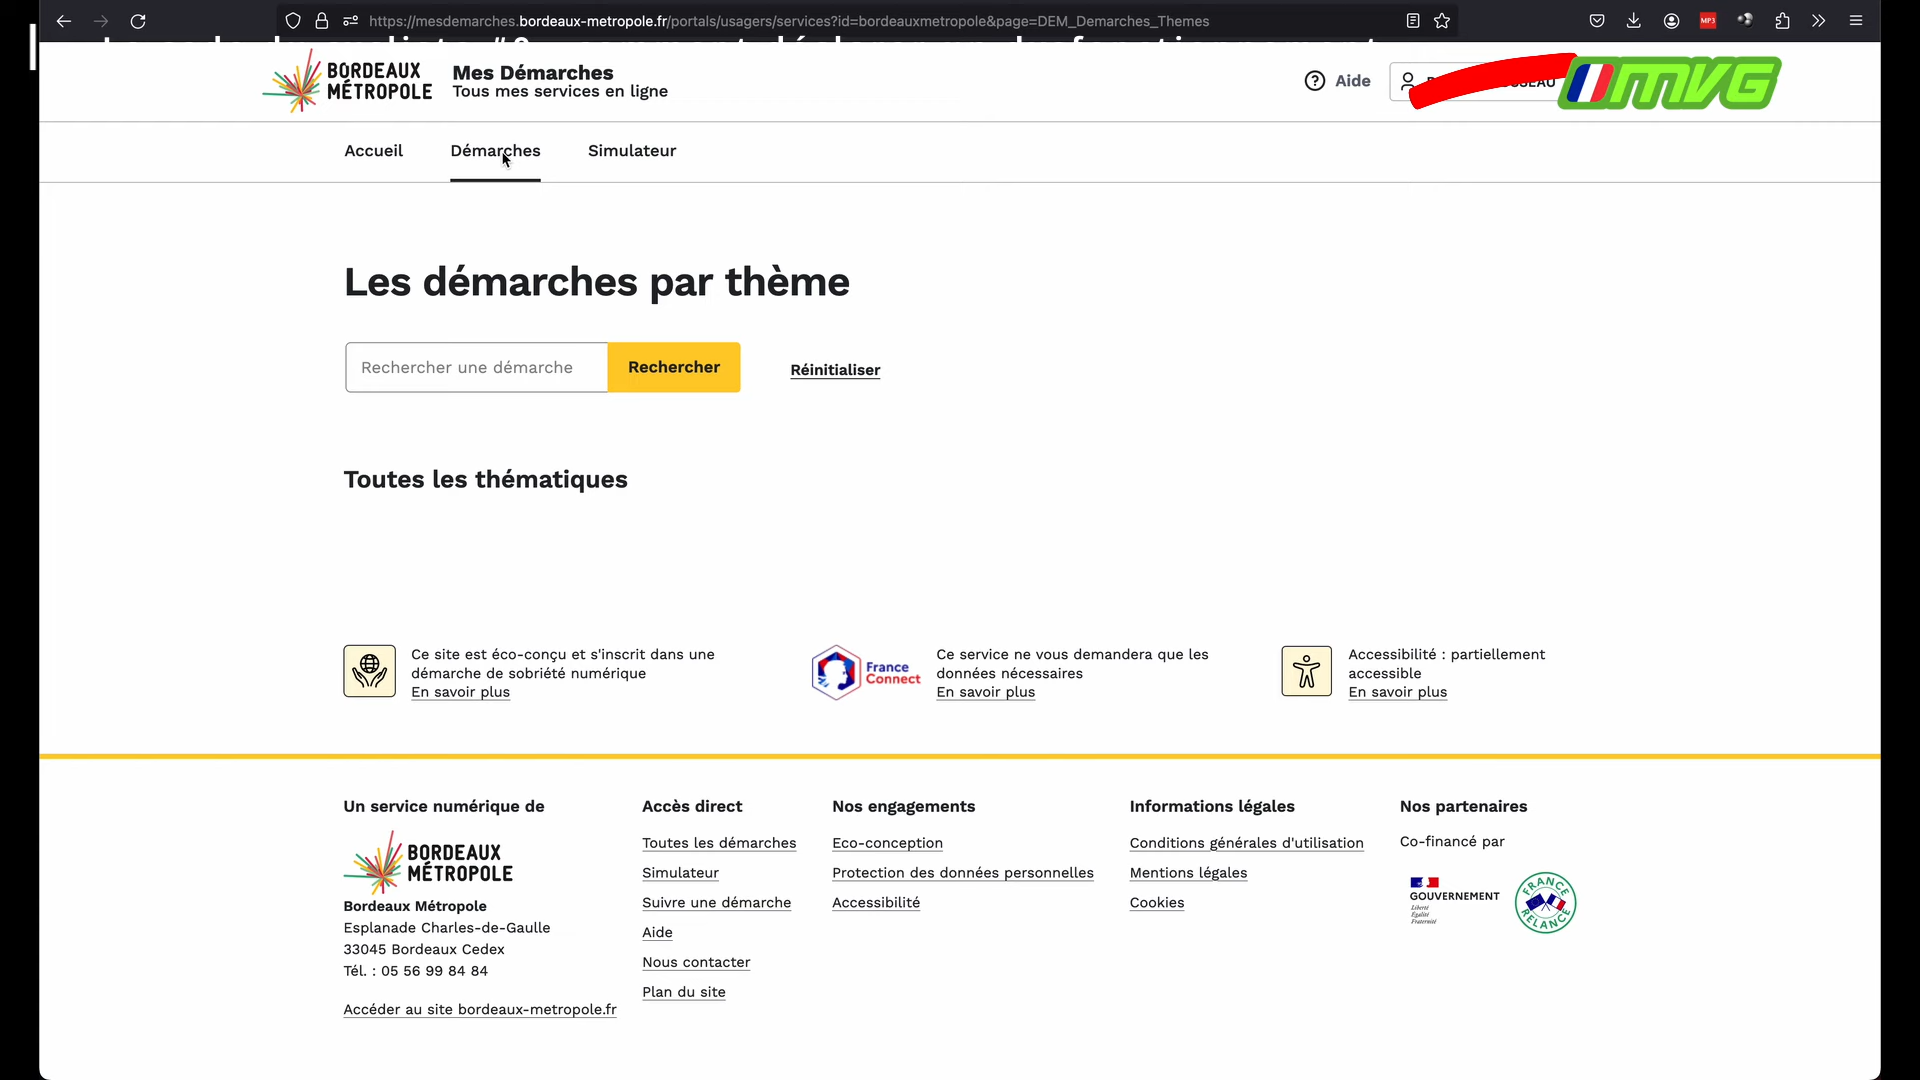 https://mesdemarches.bordeaux-metropole.fr/portals/usagers/services?id=bordeauxmetropole&page=DEM_Demarches_Themes
MP3
BORDEAUX
MÉTROPOLE
Mes Démarches
Tous mes services en ligne
Aide
MVG
Accueil
Démarches
Simulateur
Les démarches par thème
Rechercher une démarche
Rechercher
Réinitialiser
Toutes les thématiques
Ce site est éco-conçu et s'inscrit dans une
démarche de sobriété numérique
En savoir plus
France
Connect
Ce service ne vous demandera que les
données nécessaires
En savoir plus
Accessibilité : partiellement
accessible
En savoir plus
Un service numérique de
BORDEAUX
MÉTROPOLE
Bordeaux Métropole
Esplanade Charles-de-Gaulle
33045 Bordeaux Cedex
Tél. : 05 56 99 84 84
Accéder au site bordeaux-metropole.fr
Accès direct
Toutes les démarches
Simulateur
Suivre une démarche
Aide
Nous contacter
Plan du site
Nos engagements
Eco-conception
Protection des données personnelles
Accessibilité
Informations légales
Conditions générales d'utilisation
Mentions légales
Cookies
Nos partenaires
Co-financé par
GOUVERNEMENT
Liberté
Égalité
Fraternité
FRANCE
RELANCE